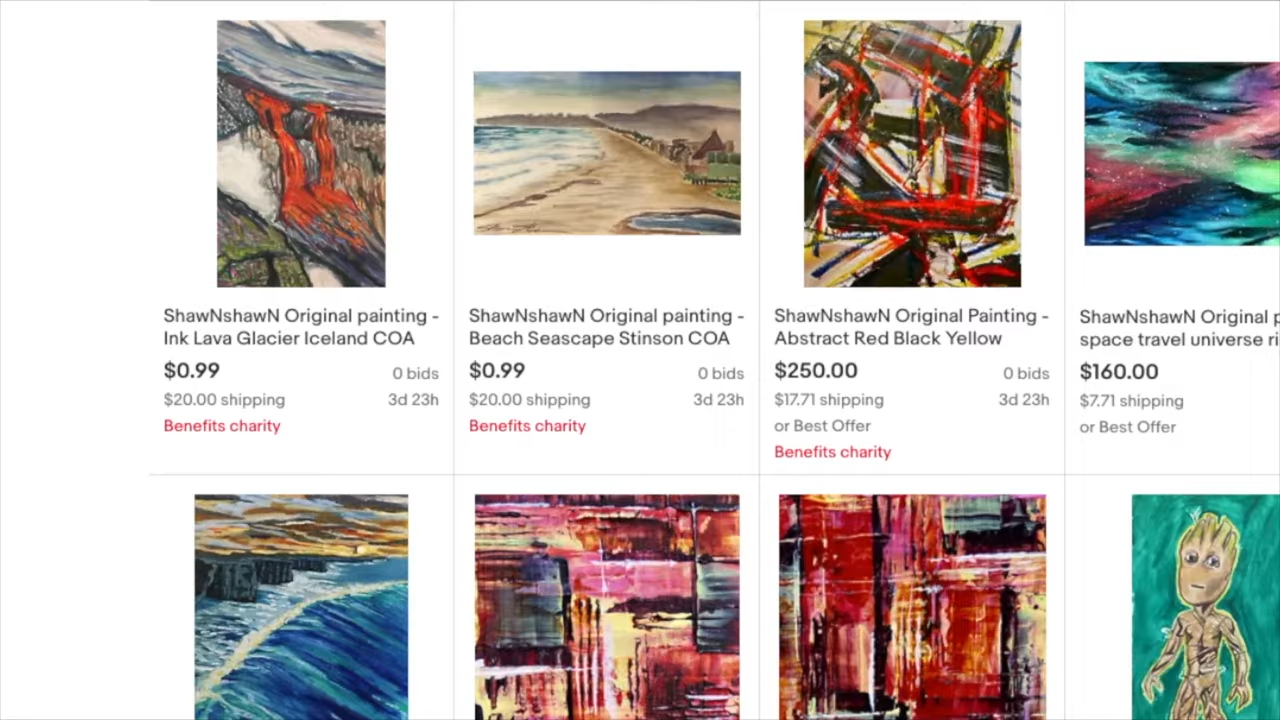 ShawNshawN Original painting -
Ink Lava Glacier Iceland COA
$0.99
0 bids
$20.00 shipping
3d 23h
Benefits charity
ShawNshawN Original painting -
Beach Seascape Stinson COA
$0.99
0 bids
$20.00 shipping
3d 23h
Benefits charity
ShawNshawN Original Painting -
Abstract Red Black Yellow
$250.00
0 bids
$17.71 shipping
3d 23h
or Best Offer
Benefits charity
ShawNshawN Original p
space travel universe ri
$160.00
$7.71 shipping
or Best Offer